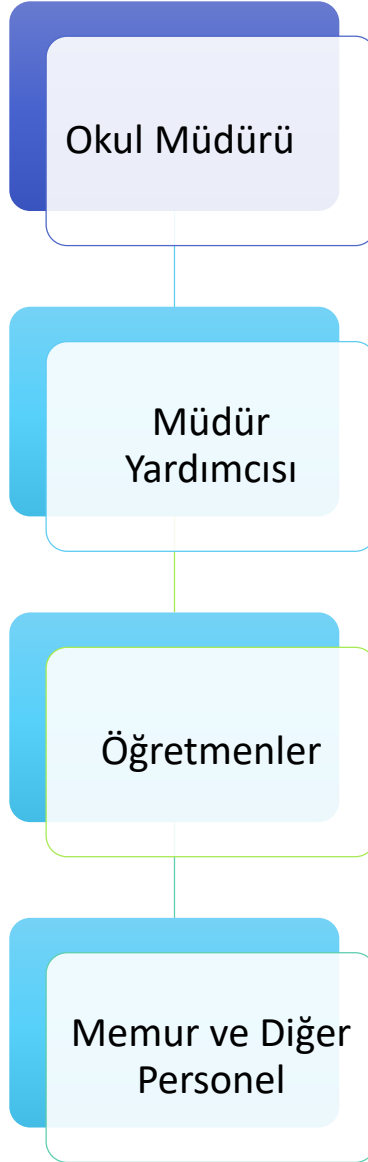 Okul Müdürü
Müdür
Yardımcısı
Öğretmenler
Memur ve Diğer
Personel